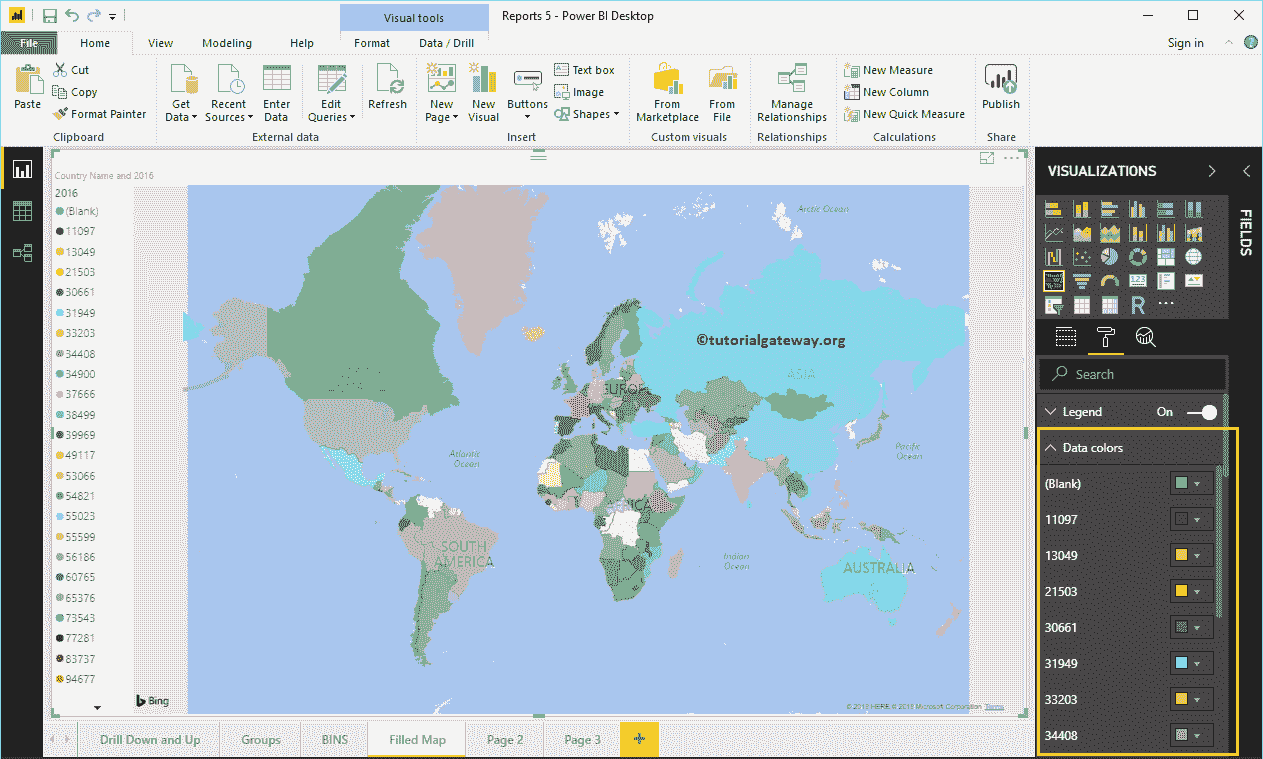 Visual tools
Reports 5 - Power BI Desktop
File
Home
View
Modeling
Help
Format
Data / Drill
Sign in
Paste
Cut
Copy
Format Painter
Clipboard
Get Data
Recent Sources
Enter Data
Edit Queries
Refresh
External data
New Page
New Visual
Buttons
Text box
Image
Shapes
Insert
From Marketplace
From File
Custom visuals
Manage Relationships
Relationships
New Measure
New Column
New Quick Measure
Calculations
Publish
Share
Country Name and 2016
2016
(Blank)
11097
13049
21503
30661
31949
33203
34408
34900
37666
38499
39969
49117
53066
54821
55023
55599
56186
60765
65376
73543
77281
83737
94677
Arctic Ocean
©tutorialgateway.org
ASIA
Atlantic Ocean
Pacific Ocean
SOUTH AMERICA
Indian Ocean
AUSTRALIA
Bing
© 2018 HERE © 2018 Microsoft Corporation Terms
Drill Down and Up
Groups
BINS
Filled Map
Page 3
VISUALIZATIONS
FIELDS
123
R
Search
Legend
On
Data colors
(Blank)
11097
13049
21503
30661
31949
33203
34408